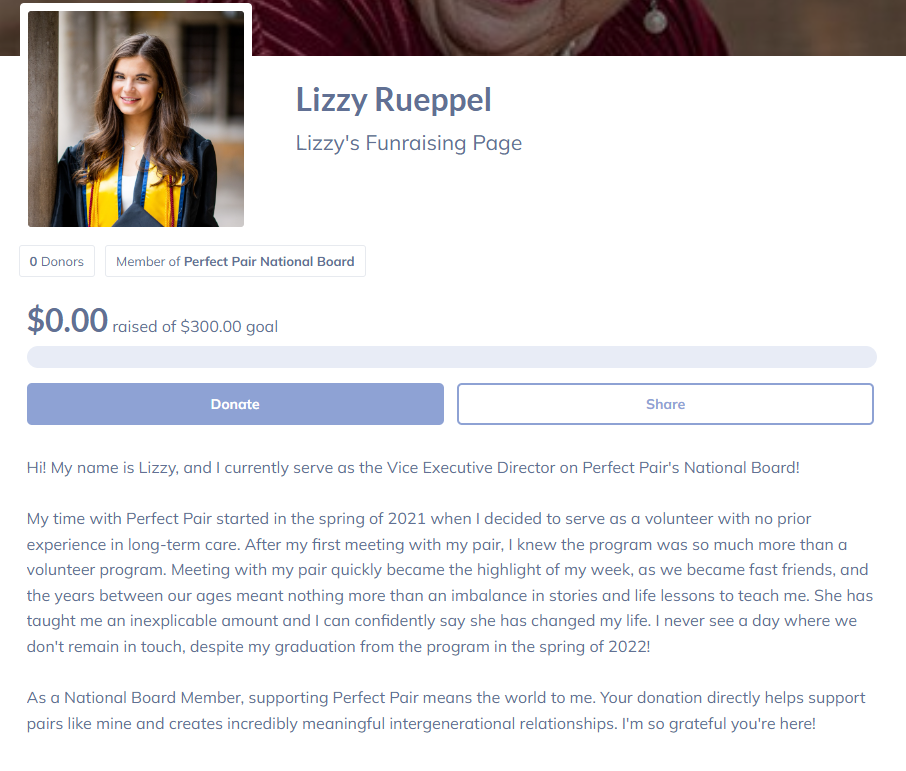 Lizzy Rueppel
Lizzy's Funraising Page
0 Donors
Member of Perfect Pair National Board
$0.00 raised of $300.00 goal
Donate
Share
Hi! My name is Lizzy, and I currently serve as the Vice Executive Director on Perfect Pair's National Board!
My time with Perfect Pair started in the spring of 2021 when I decided to serve as a volunteer with no prior
experience in long-term care. After my first meeting with my pair, I knew the program was so much more than a
volunteer program. Meeting with my pair quickly became the highlight of my week, as we became fast friends, and
the years between our ages meant nothing more than an imbalance in stories and life lessons to teach me. She has
taught me an inexplicable amount and I can confidently say she has changed my life. I never see a day where we
don't remain in touch, despite my graduation from the program in the spring of 2022!
As a National Board Member, supporting Perfect Pair means the world to me. Your donation directly helps support
pairs like mine and creates incredibly meaningful intergenerational relationships. I'm so grateful you're here!